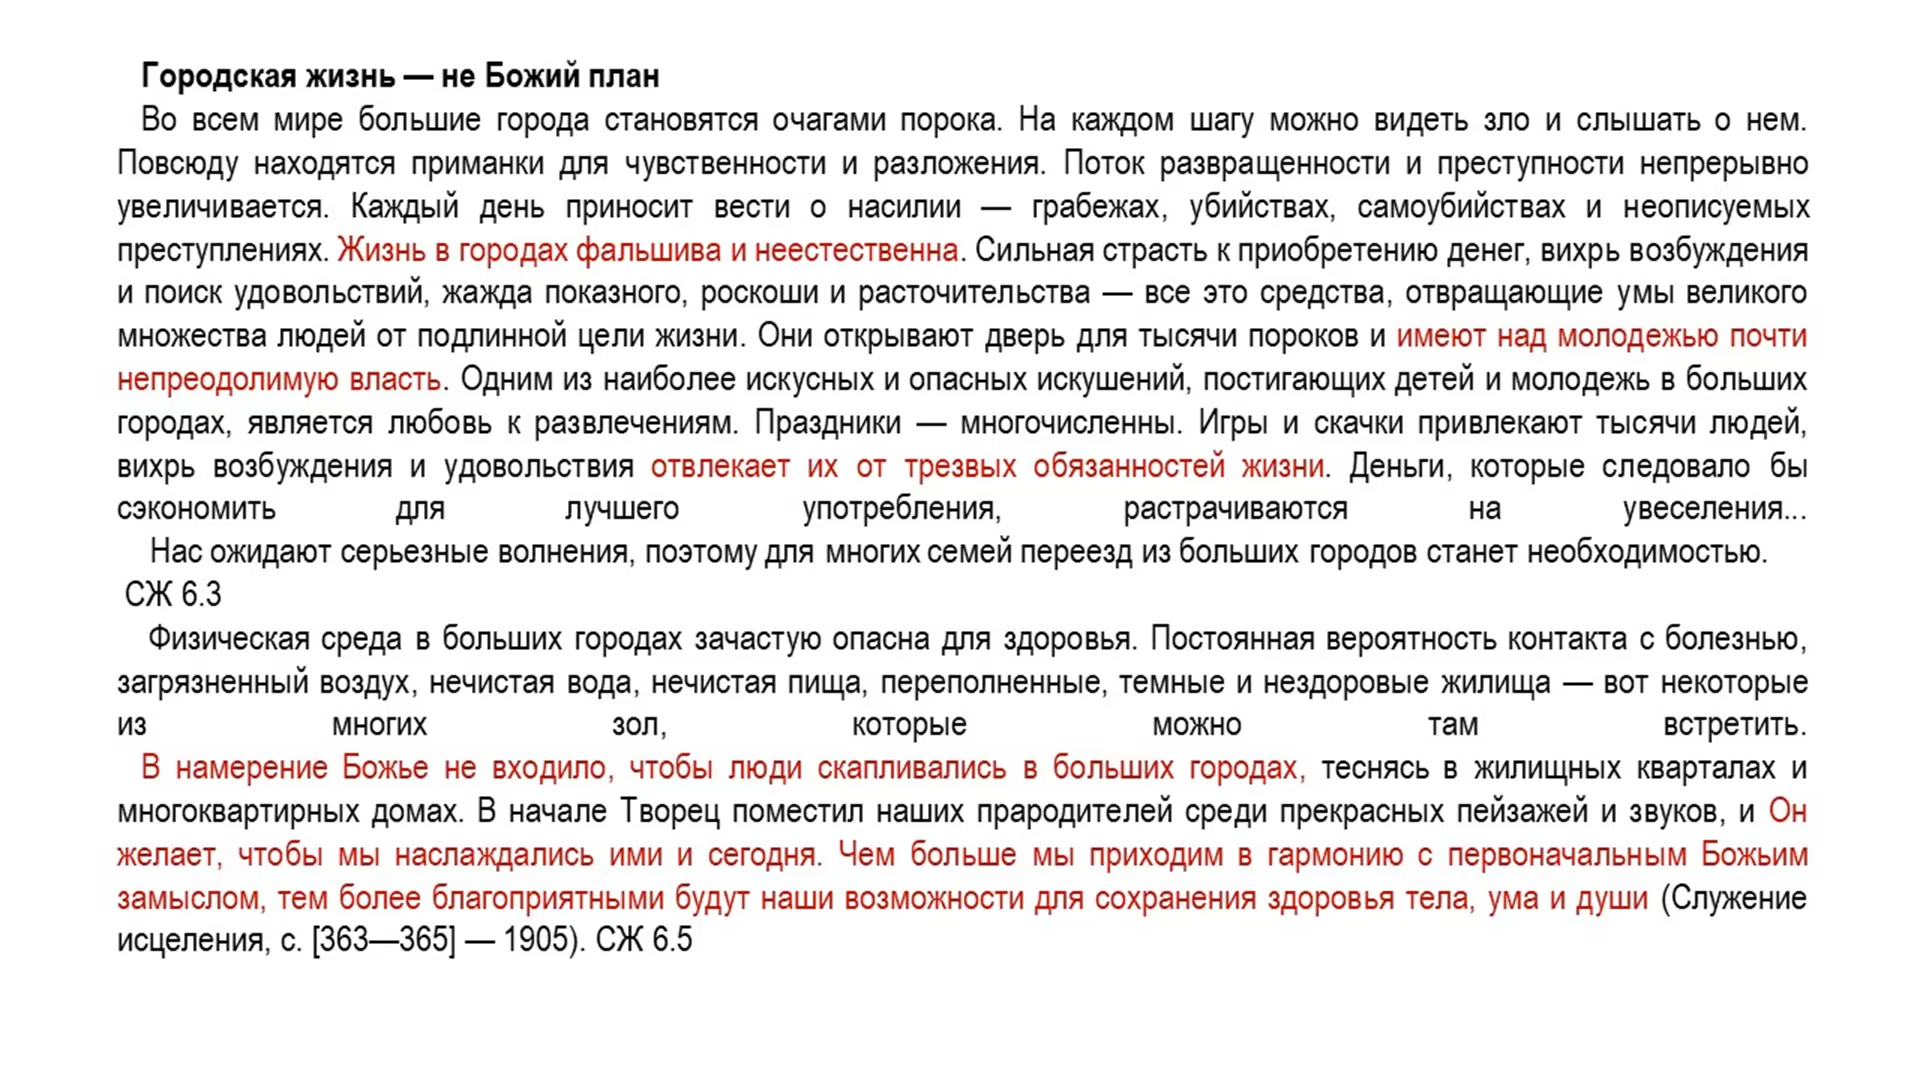 Городская жизнь — не Божий план
Во всем мире большие города становятся очагами порока. На каждом шагу можно видеть зло и слышать о нем.
Повсюду находятся приманки для чувственности и разложения. Поток развращенности и преступности непрерывно
увеличивается. Каждый день приносит вести о насилии — грабежах, убийствах, самоубийствах и неописуемых
преступлениях. Жизнь в городах фальшива и неестественна. Сильная страсть к приобретению денег, вихрь возбуждения
и поиск удовольствий, жажда показного, роскоши и расточительства — все это средства, отвращающие умы великого
множества людей от подлинной цели жизни. Они открывают дверь для тысячи пороков и имеют над молодежью почти
непреодолимую власть. Одним из наиболее искусных и опасных искушений, постигающих детей и молодежь в больших
городах, является любовь к развлечениям. Праздники — многочисленны. Игры и скачки привлекают тысячи людей,
вихрь возбуждения и удовольствия отвлекает их от трезвых обязанностей жизни. Деньги, которые следовало бы
сэкономить для лучшего употребления, растрачиваются на увеселения...
Нас ожидают серьезные волнения, поэтому для многих семей переезд из больших городов станет необходимостью.
СЖ 6.3
Физическая среда в больших городах зачастую опасна для здоровья. Постоянная вероятность контакта с болезнью,
загрязненный воздух, нечистая вода, нечистая пища, переполненные, темные и нездоровые жилища — вот некоторые
из многих зол, которые можно там встретить.
В намерение Божье не входило, чтобы люди скапливались в больших городах, теснясь в жилищных кварталах и
многоквартирных домах. В начале Творец поместил наших прародителей среди прекрасных пейзажей и звуков, и Он
желает, чтобы мы наслаждались ими и сегодня. Чем больше мы приходим в гармонию с первоначальным Божьим
замыслом, тем более благоприятными будут наши возможности для сохранения здоровья тела, ума и души (Служение
исцеления, с. [363—365] — 1905). СЖ 6.5